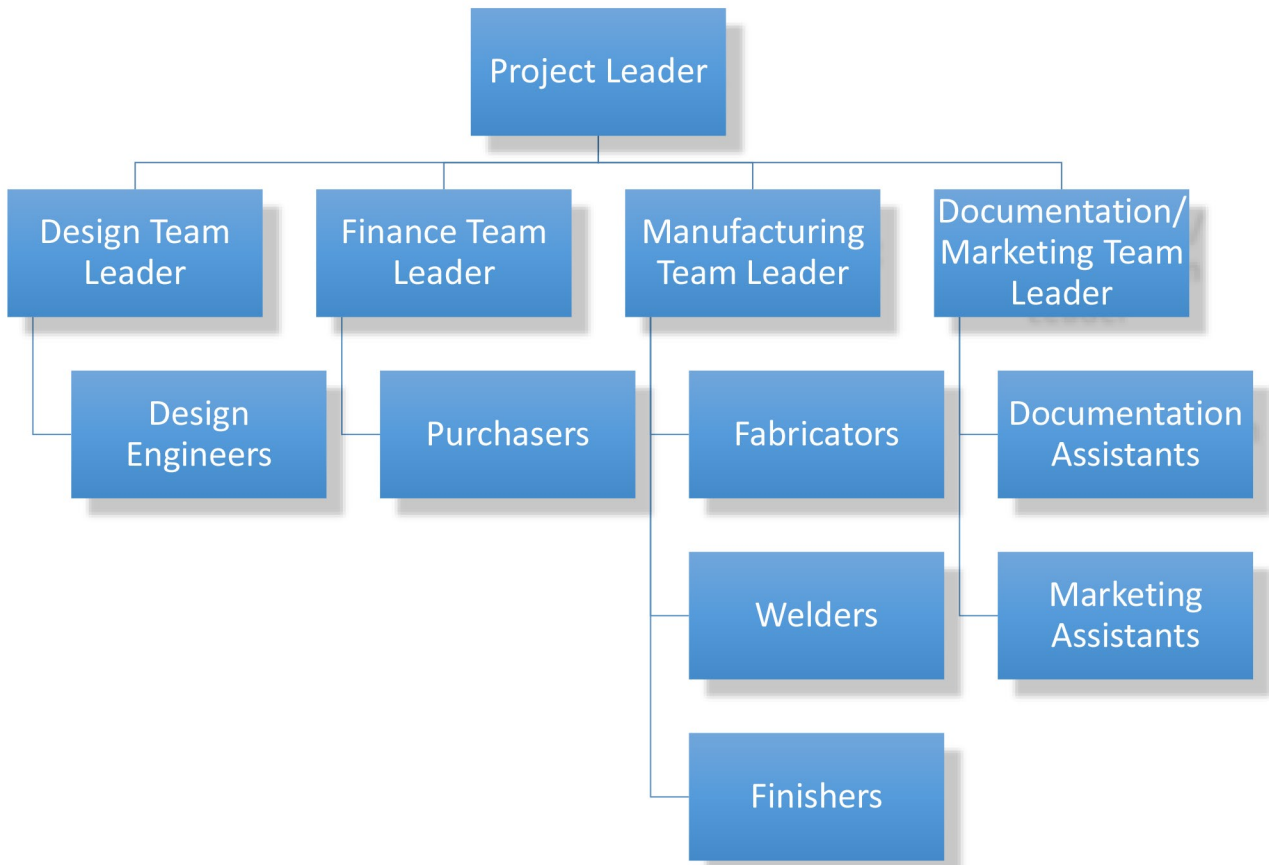 Project Leader
Design Team
Leader
Finance Team
Leader
Manufacturing
Team Leader
Documentation/
Marketing Team
Leader
Design
Engineers
Purchasers
Fabricators
Documentation
Assistants
Welders
Marketing
Assistants
Finishers